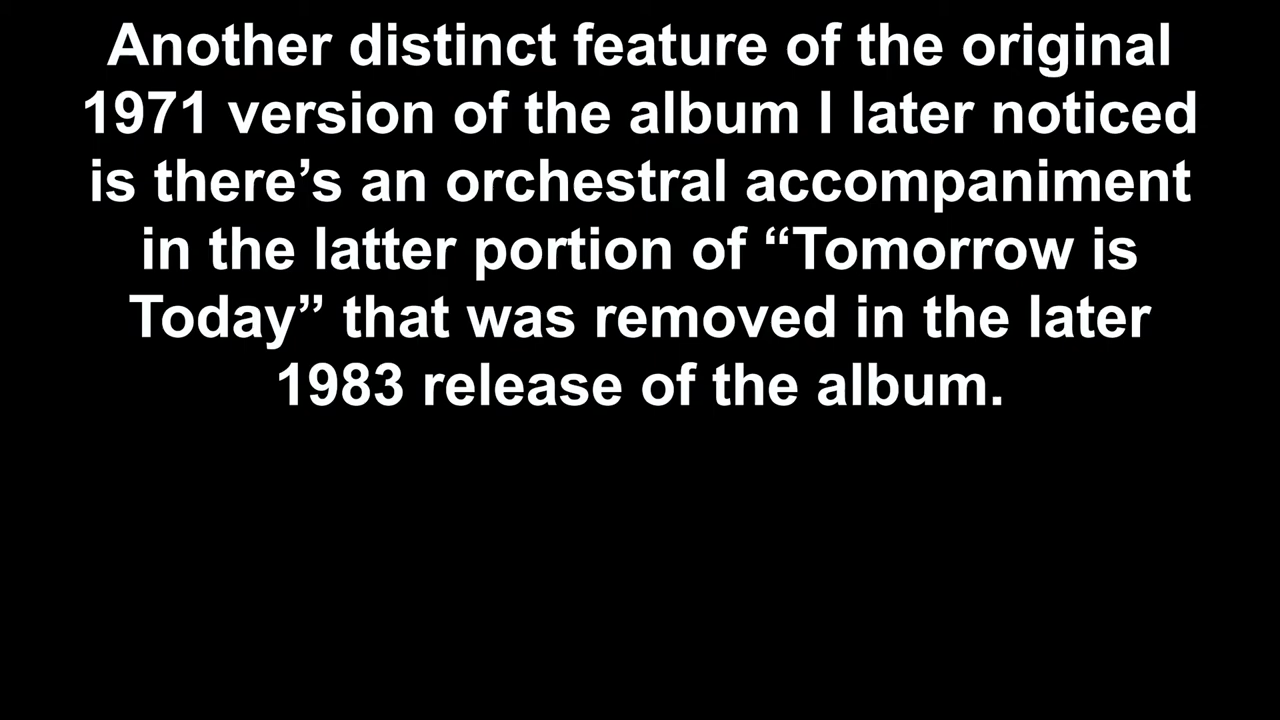 Another distinct feature of the original
1971 version of the album I later noticed
is there’s an orchestral accompaniment
in the latter portion of “Tomorrow is
Today” that was removed in the later
1983 release of the album.